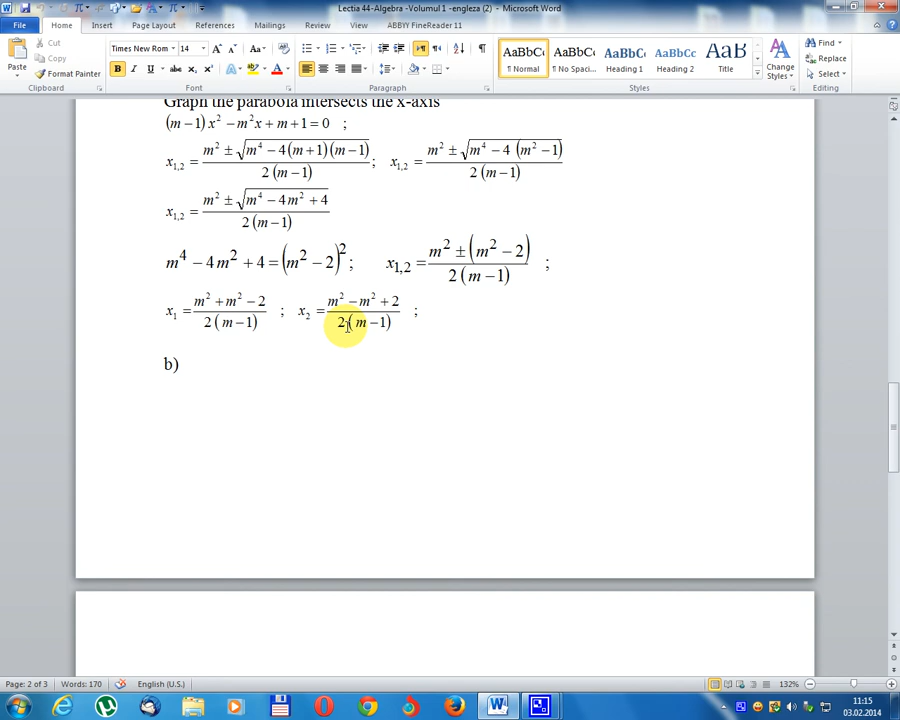 Lectia 44-Algebra -Volumul 1 -engleza (2) - Microsoft Word
File Home Insert Page Layout References Mailings Review View ABBYY FineReader 11
Paste Cut Copy Format Painter
Times New Rom 14
Find Replace Select
AaBbCc AaBbCc AaBbCc AaBbCc AaB
¶ Normal ¶ No Spaci... Heading 1 Heading 2 Title Change Styles
Clipboard Font Paragraph Styles Editing
Graph the parabola intersects the x-axis
(m−1) x² − m²x + m + 1 = 0 ;
x₁,₂ = (m² ± √(m⁴ − 4(m+1)(m−1))) / (2(m−1)) ; x₁,₂ = (m² ± √(m⁴ − 4(m²−1))) / (2(m−1))
x₁,₂ = (m² ± √(m⁴ − 4m² + 4)) / (2(m−1))
m⁴ − 4m² + 4 = (m² − 2)² ; x₁,₂ = (m² ± (m² − 2)) / (2(m−1)) ;
x₁ = (m² + m² − 2) / (2(m−1)) ; x₂ = (m² − m² + 2) / (2(m−1)) ;
b)
Page: 2 of 3 Words: 170 English (U.S.) 132%
11:15
03.02.2014